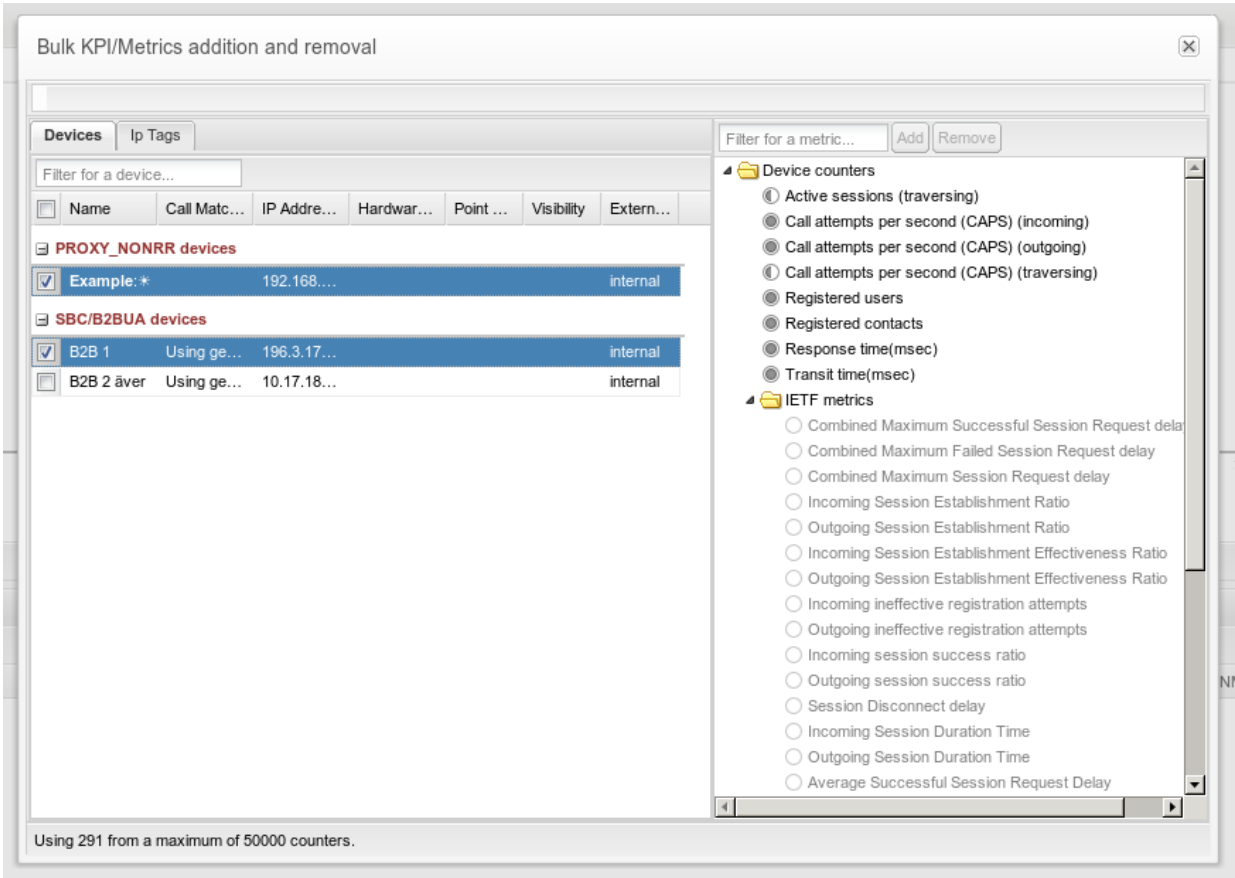 Bulk KPI/Metrics addition and removal
Devices Ip Tags
Filter for a device...
Name Call Matc... IP Addre... Hardwar... Point ... Visibility Extern...
PROXY_NONRR devices
Example:☀ 192.168.... internal
SBC/B2BUA devices
B2B 1 Using ge... 196.3.17... internal
B2B 2 äver Using ge... 10.17.18... internal
Filter for a metric... Add Remove
Device counters
Active sessions (traversing)
Call attempts per second (CAPS) (incoming)
Call attempts per second (CAPS) (outgoing)
Call attempts per second (CAPS) (traversing)
Registered users
Registered contacts
Response time(msec)
Transit time(msec)
IETF metrics
Combined Maximum Successful Session Request delay
Combined Maximum Failed Session Request delay
Combined Maximum Session Request delay
Incoming Session Establishment Ratio
Outgoing Session Establishment Ratio
Incoming Session Establishment Effectiveness Ratio
Outgoing Session Establishment Effectiveness Ratio
Incoming ineffective registration attempts
Outgoing ineffective registration attempts
Incoming session success ratio
Outgoing session success ratio
Session Disconnect delay
Incoming Session Duration Time
Outgoing Session Duration Time
Average Successful Session Request Delay
Using 291 from a maximum of 50000 counters.